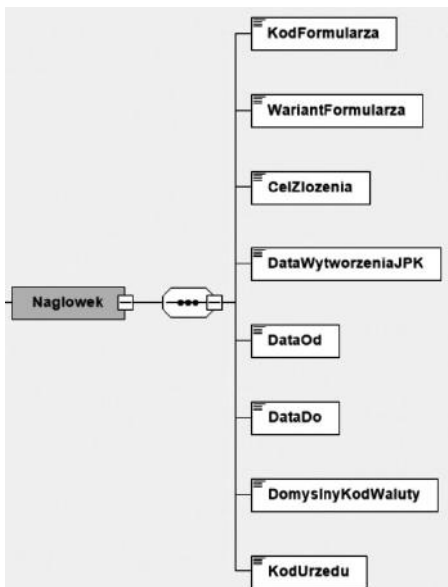 KodFormularza
WariantFormularza
CelZlozenia
DataWytworzeniaJPK
Naglowek
DataOd
DataDo
DomyslnyKodWaluty
KodUrzedu